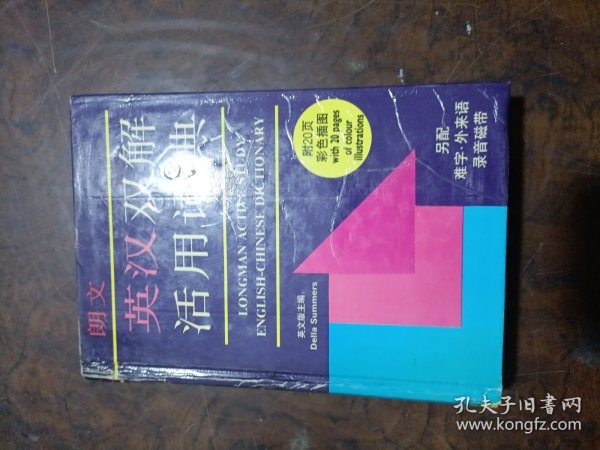 朗文
英汉双解
活用词典
LONGMAN ACTIVE STUDY
ENGLISH-CHINESE DICTIONARY
附20页
彩色插图
with 20 pages
of colour
illustrations
另配
难字·外来语
录音磁带
英文版主编:
Della Summers
孔夫子旧书网
www.kongfz.com